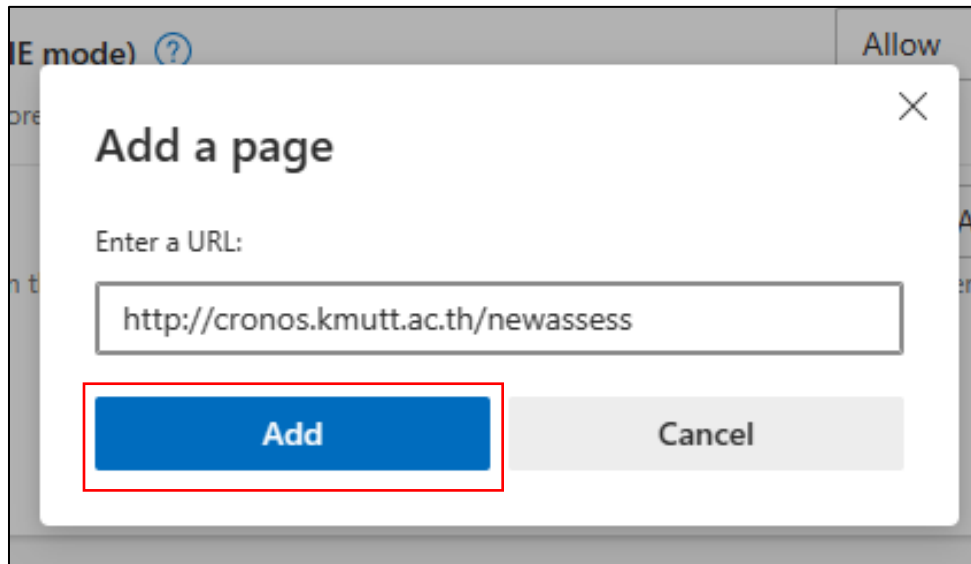 IE mode)
Allow
Add a page
Enter a URL:
http://cronos.kmutt.ac.th/newassess
Add
Cancel